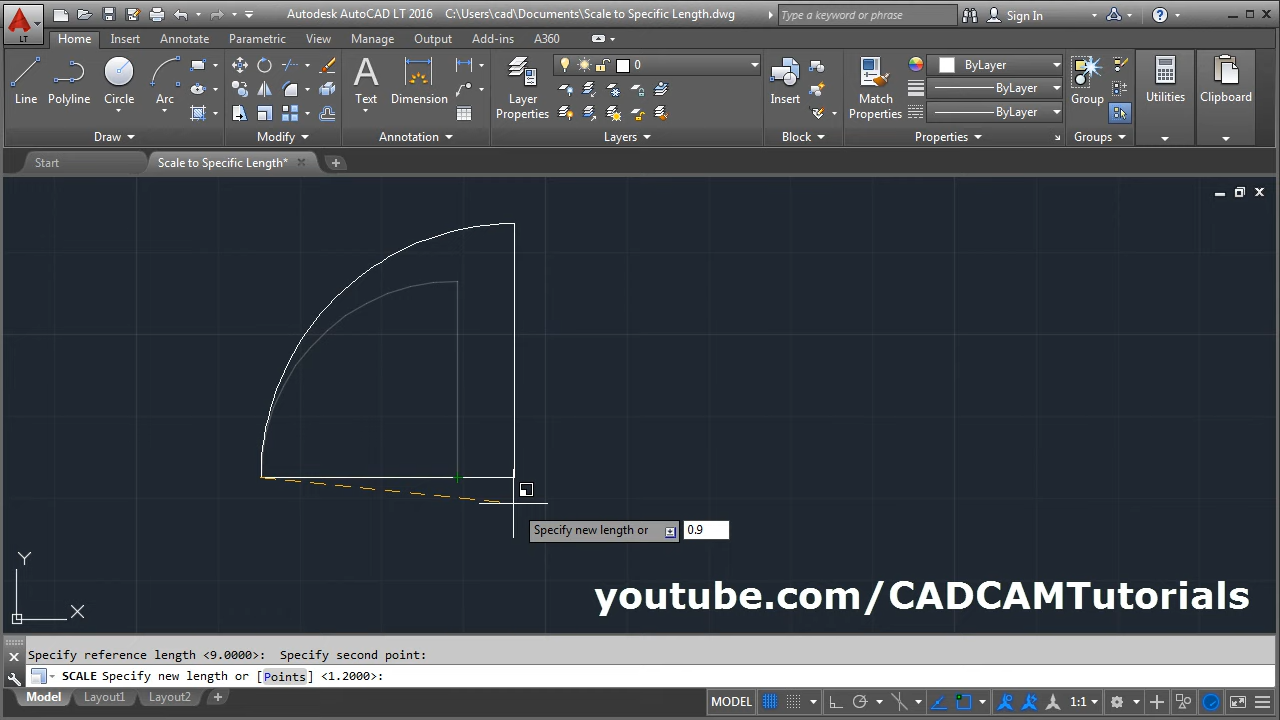 Autodesk AutoCAD LT 2016 C:\Users\cad\Documents\Scale to Specific Length.dwg
Type a keyword or phrase
Sign In
LT
Home Insert Annotate Parametric View Manage Output Add-ins A360
Line Polyline Circle Arc
Text Dimension
Layer Properties
0
Insert
Match Properties
ByLayer
ByLayer
ByLayer
Group
Utilities
Clipboard
Draw Modify Annotation Layers Block Properties Groups
Start Scale to Specific Length*
Specify new length or 0.9
Y
X
youtube.com/CADCAMTutorials
Specify reference length <9.0000>: Specify second point:
SCALE Specify new length or [Points] <1.2000>:
Model Layout1 Layout2
MODEL
1:1